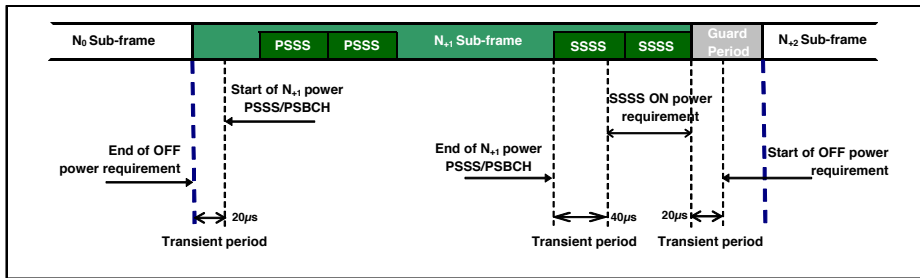 N0 Sub-frame
PSSS
PSSS
N+1 Sub-frame
SSSS
SSSS
Guard
Period
N+2 Sub-frame
Start of N+1 power
PSSS/PSBCH
SSSS ON power
requirement
End of OFF
power requirement
End of N+1 power
PSSS/PSBCH
Start of OFF power
requirement
20µs
40µs
20µs
Transient period
Transient period
Transient period